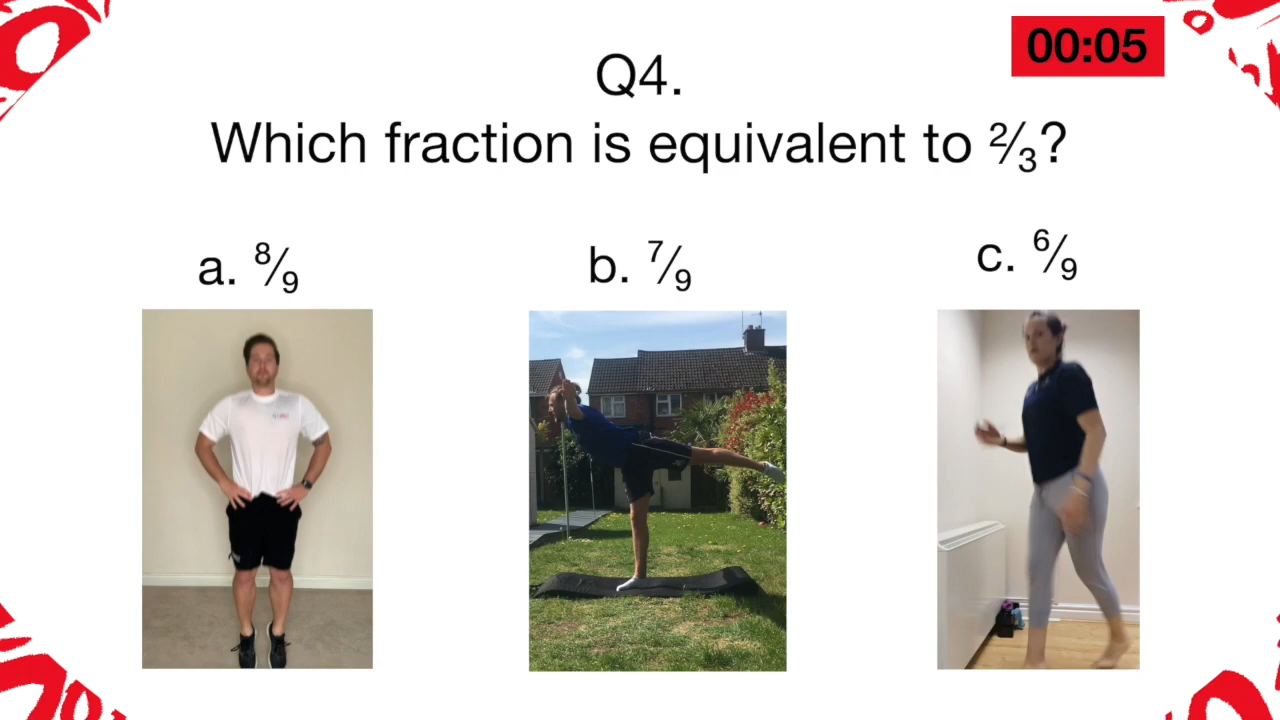 00:05
Q4.
Which fraction is equivalent to ⅔?
a. 8⁄9
b. 7⁄9
c. 6⁄9